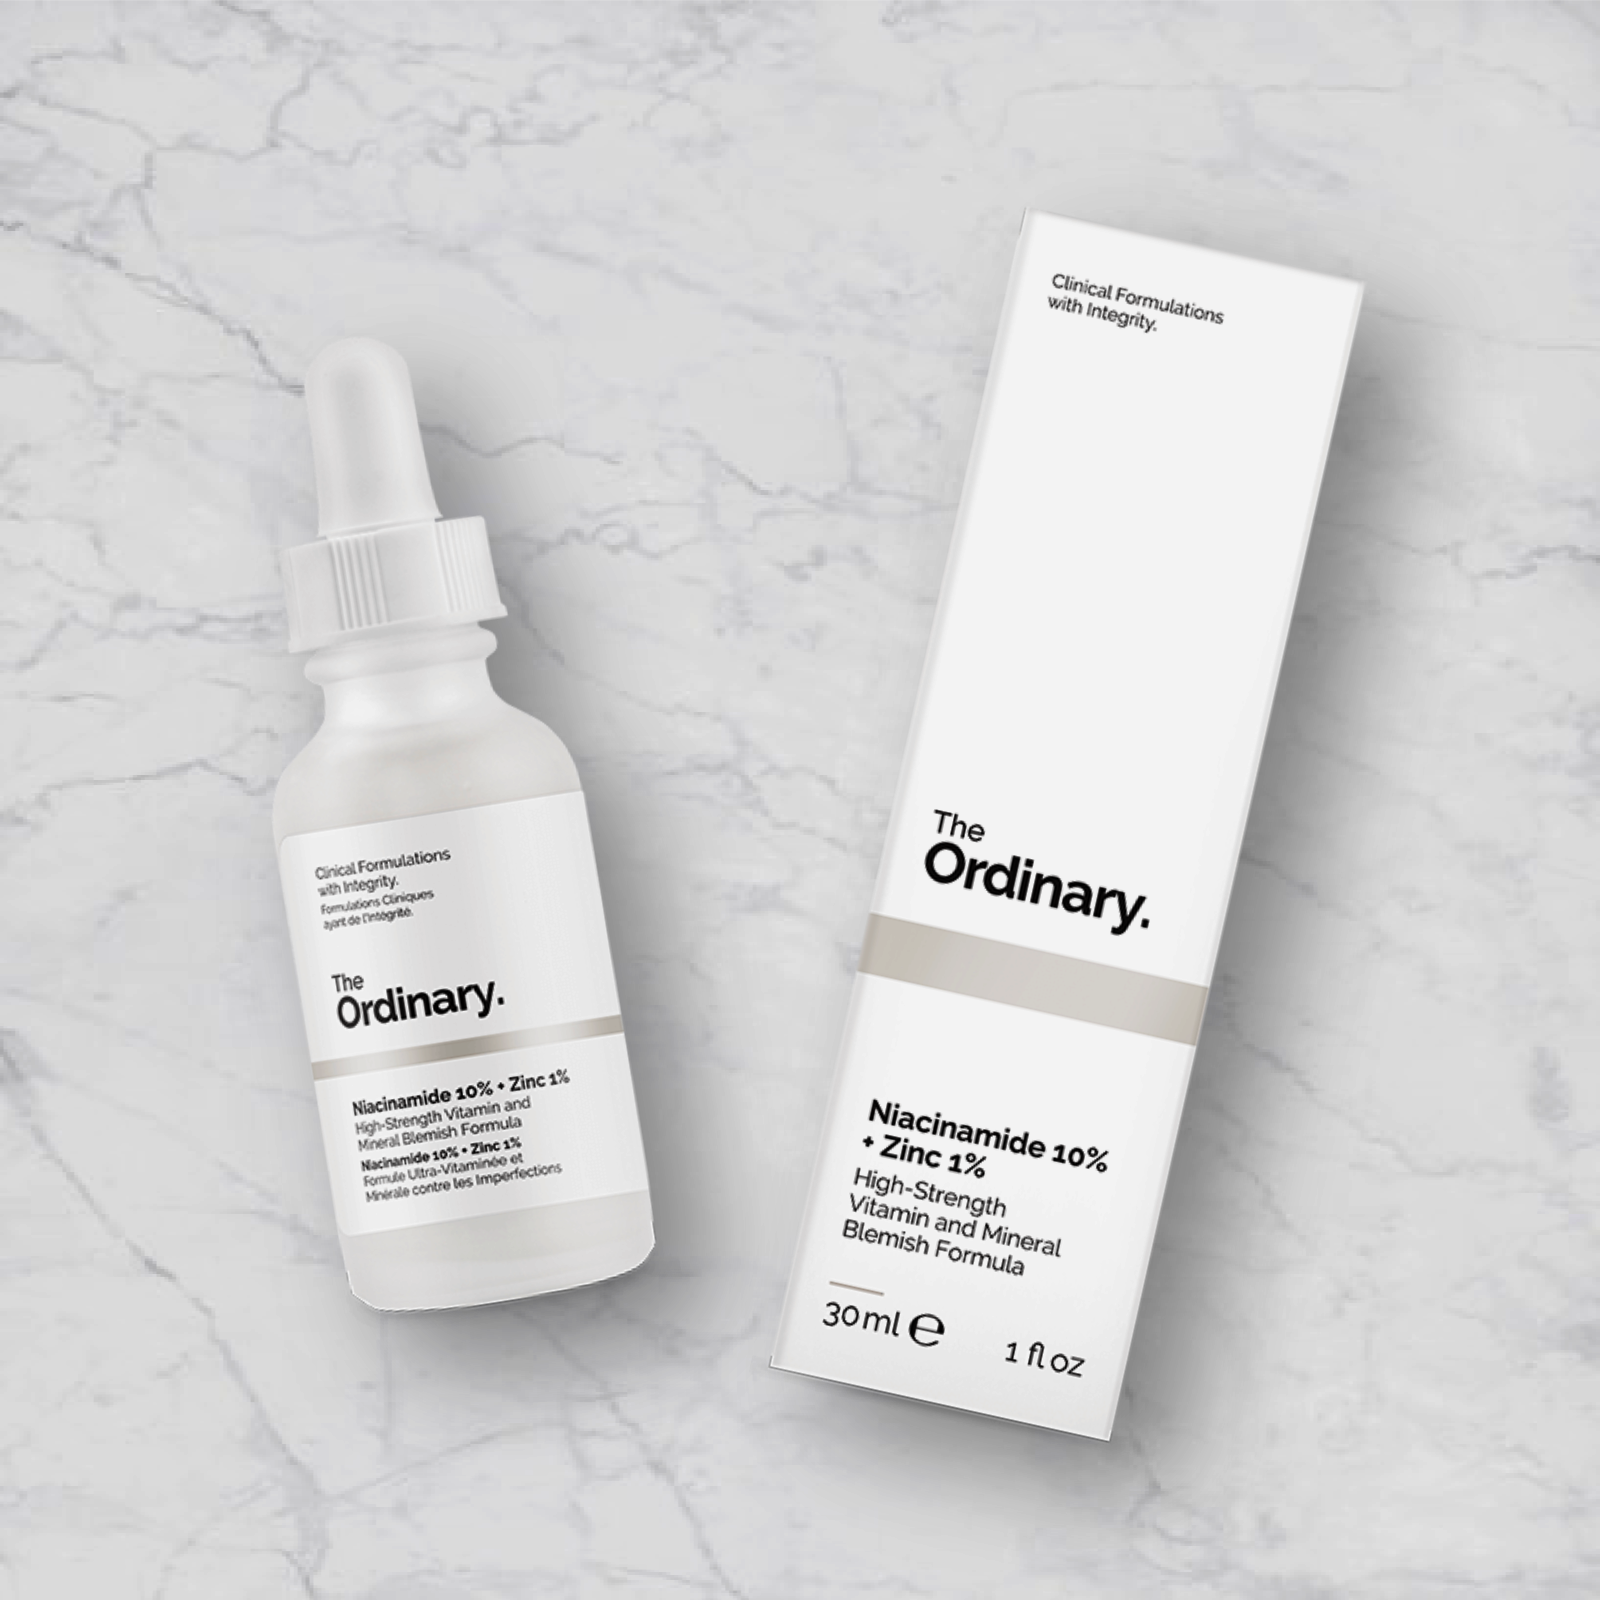 Clinical Formulations
with Integrity.
Formulations Cliniques
ayant de l'intégrité.
The
Ordinary.
Niacinamide 10% + Zinc 1%
High-Strength Vitamin and
Mineral Blemish Formula
Niacinamide 10% + Zinc 1%
Formule Ultra-Vitaminée et
Minérale contre les Imperfections
Clinical Formulations
with Integrity.
The
Ordinary.
Niacinamide 10%
+ Zinc 1%
High-Strength
Vitamin and Mineral
Blemish Formula
30 ml ℮ 1 fl oz